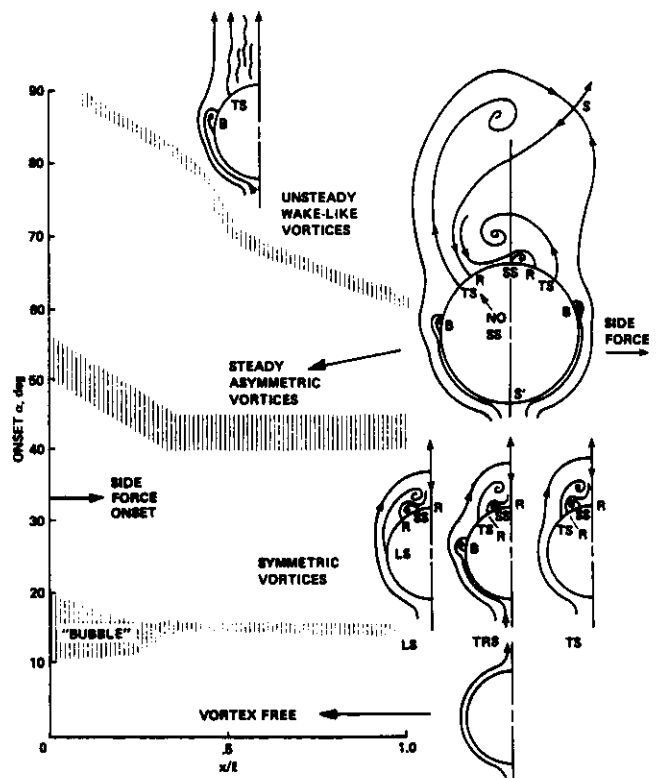 TS
B
90
80
UNSTEADY
WAKE-LIKE
VORTICES
S
70
SS
R
R
TS
TS
60
NO
SS
B
B
SIDE
FORCE
STEADY
ASYMMETRIC
VORTICES
S'
50
ONSET α, deg
40
SIDE
FORCE
ONSET
30
R
SS
R
LS
TS
SS
R
R
B
TS
SS
R
R
SYMMETRIC
VORTICES
20
"BUBBLE"
LS
TRS
TS
10
VORTEX FREE
0
.5
1.0
x/ℓ